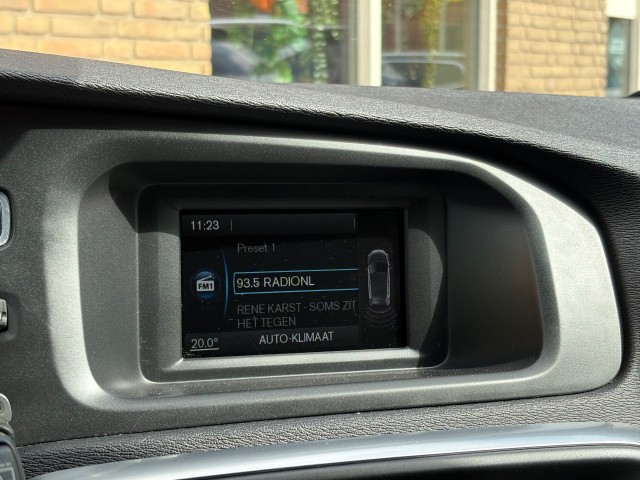 11:23
Preset 1
FM1
93.5 RADIONL
RENE KARST - SOMS ZIT
HET TEGEN
20.0°
AUTO-KLIMAAT